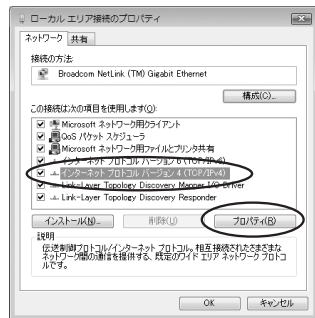 ローカル エリア接続のプロパティ
ネットワーク 共有
接続の方法:
Broadcom NetLink (TM) Gigabit Ethernet
構成(C)...
この接続は次の項目を使用します(O):
Microsoft ネットワーク用クライアント
QoS パケット スケジューラ
Microsoft ネットワーク用ファイルとプリンタ共有
インターネット プロトコル バージョン 6 (TCP/IPv6)
インターネット プロトコル バージョン 4 (TCP/IPv4)
Link-Layer Topology Discovery Mapper I/O Driver
Link-Layer Topology Discovery Responder
インストール(N)... 削除(U) プロパティ(R)
説明
伝送制御プロトコル/インターネット プロトコル。相互接続されたさまざまな
ネットワーク間の通信を提供する、既定のワイド エリア ネットワーク プロトコ
ルです。
OK キャンセル